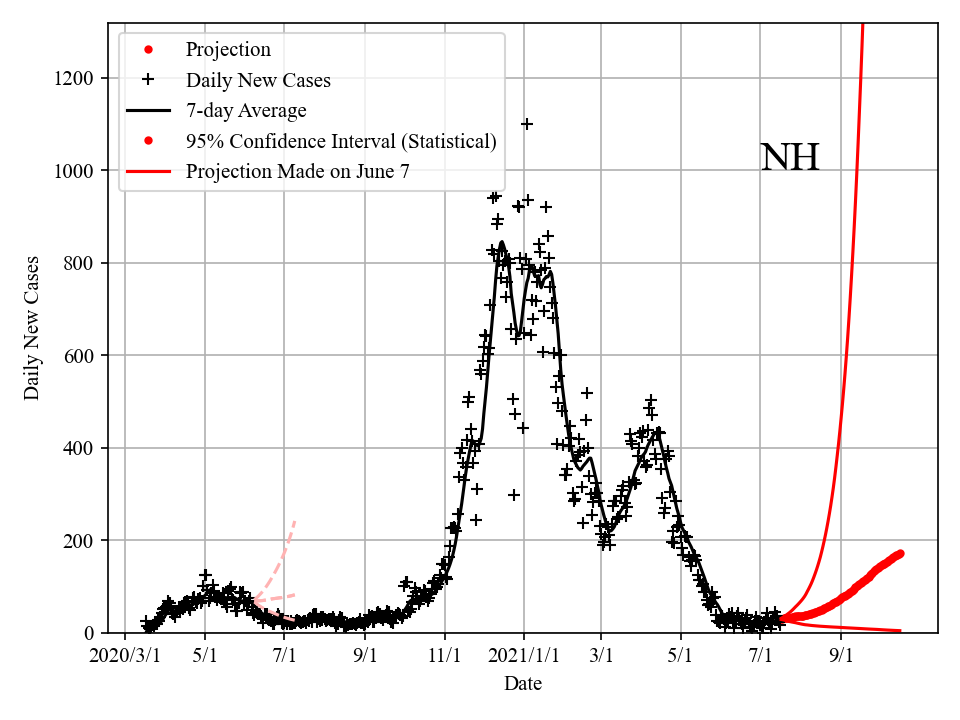 Projection
Daily New Cases
7-day Average
95% Confidence Interval (Statistical)
Projection Made on June 7
NH
1200
1000
800
600
400
200
0
Daily New Cases
2020/3/1 5/1 7/1 9/1 11/1 2021/1/1 3/1 5/1 7/1 9/1
Date